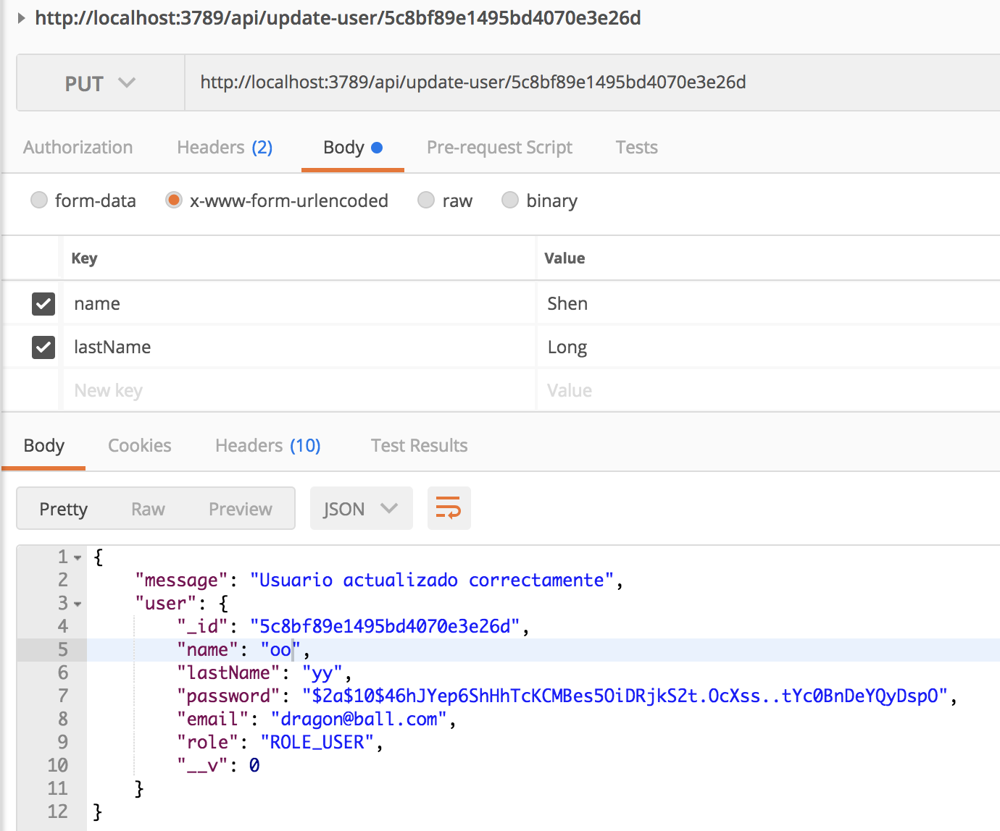 http://localhost:3789/api/update-user/5c8bf89e1495bd4070e3e26d
PUT http://localhost:3789/api/update-user/5c8bf89e1495bd4070e3e26d
Authorization Headers (2) Body Pre-request Script Tests
form-data x-www-form-urlencoded raw binary
Key Value
name Shen
lastName Long
New key Value
Body Cookies Headers (10) Test Results
Pretty Raw Preview JSON
1 {
2 "message": "Usuario actualizado correctamente",
3 "user": {
4 "_id": "5c8bf89e1495bd4070e3e26d",
5 "name": "oo",
6 "lastName": "yy",
7 "password": "$2a$10$46hJYep6ShHhTcKCMBes5OiDRjkS2t.OcXss..tYc0BnDeYQyDspO",
8 "email": "dragon@ball.com",
9 "role": "ROLE_USER",
10 "__v": 0
11 }
12 }